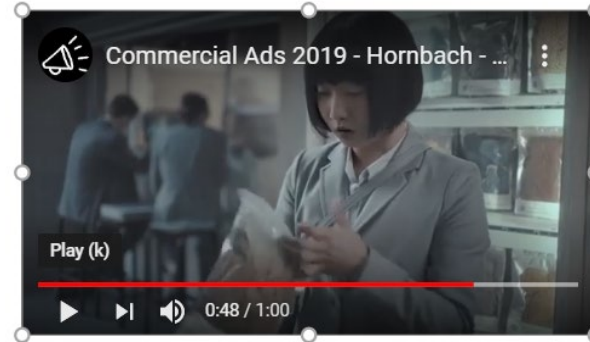 Commercial Ads 2019 - Hornbach - ...
Play (k)
0:48 / 1:00